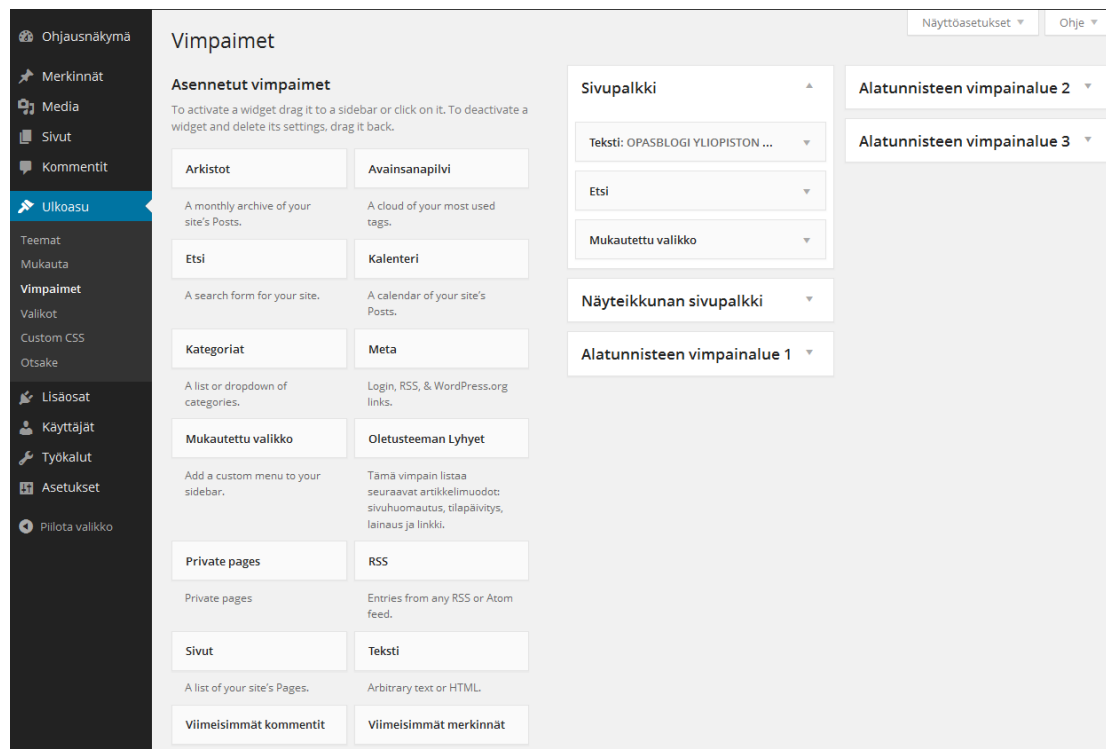 Ohjausnäkymä
Merkinnät
Media
Sivut
Kommentit
Ulkoasu
Teemat
Mukauta
Vimpaimet
Valikot
Custom CSS
Otsake
Lisäosat
Käyttäjät
Työkalut
Asetukset
Piilota valikko
Näyttöasetukset
Ohje
Vimpaimet
Asennetut vimpaimet
To activate a widget drag it to a sidebar or click on it. To deactivate a
widget and delete its settings, drag it back.
Arkistot
A monthly archive of your
site's Posts.
Avainsanapilvi
A cloud of your most used
tags.
Etsi
A search form for your site.
Kalenteri
A calendar of your site's
Posts.
Kategoriat
A list or dropdown of
categories.
Meta
Login, RSS, & WordPress.org
links.
Mukautettu valikko
Add a custom menu to your
sidebar.
Oletusteeman Lyhyet
Tämä vimpain listaa
seuraavat artikkelimuodot:
sivuhuomautus, tilapäivitys,
lainaus ja linkki.
Private pages
Private pages
RSS
Entries from any RSS or Atom
feed.
Sivut
A list of your site's Pages.
Teksti
Arbitrary text or HTML.
Viimeisimmät kommentit
Viimeisimmät merkinnät
Sivupalkki
Teksti: OPASBLOGI YLIOPISTON ...
Etsi
Mukautettu valikko
Näyteikkunan sivupalkki
Alatunnisteen vimpainalue 1
Alatunnisteen vimpainalue 2
Alatunnisteen vimpainalue 3